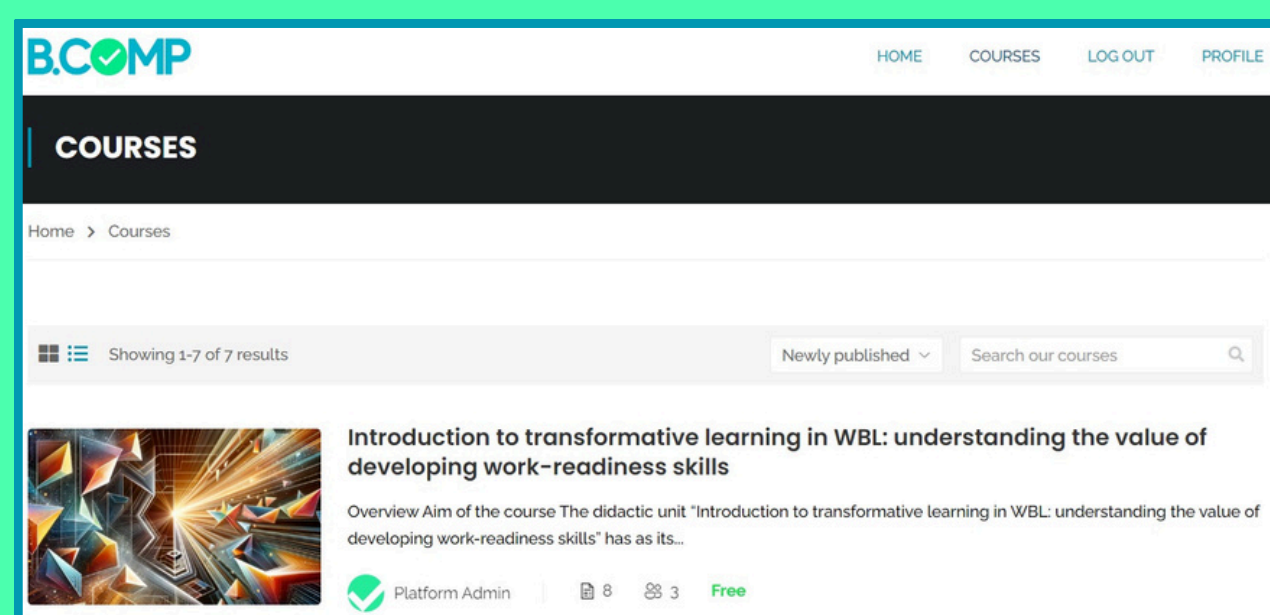 B.COMP
HOME COURSES LOG OUT PROFILE
COURSES
Home > Courses
Showing 1-7 of 7 results
Newly published
Search our courses
Introduction to transformative learning in WBL: understanding the value of
developing work-readiness skills
Overview Aim of the course The didactic unit “Introduction to transformative learning in WBL: understanding the value of
developing work-readiness skills” has as its...
Platform Admin 8 3 Free